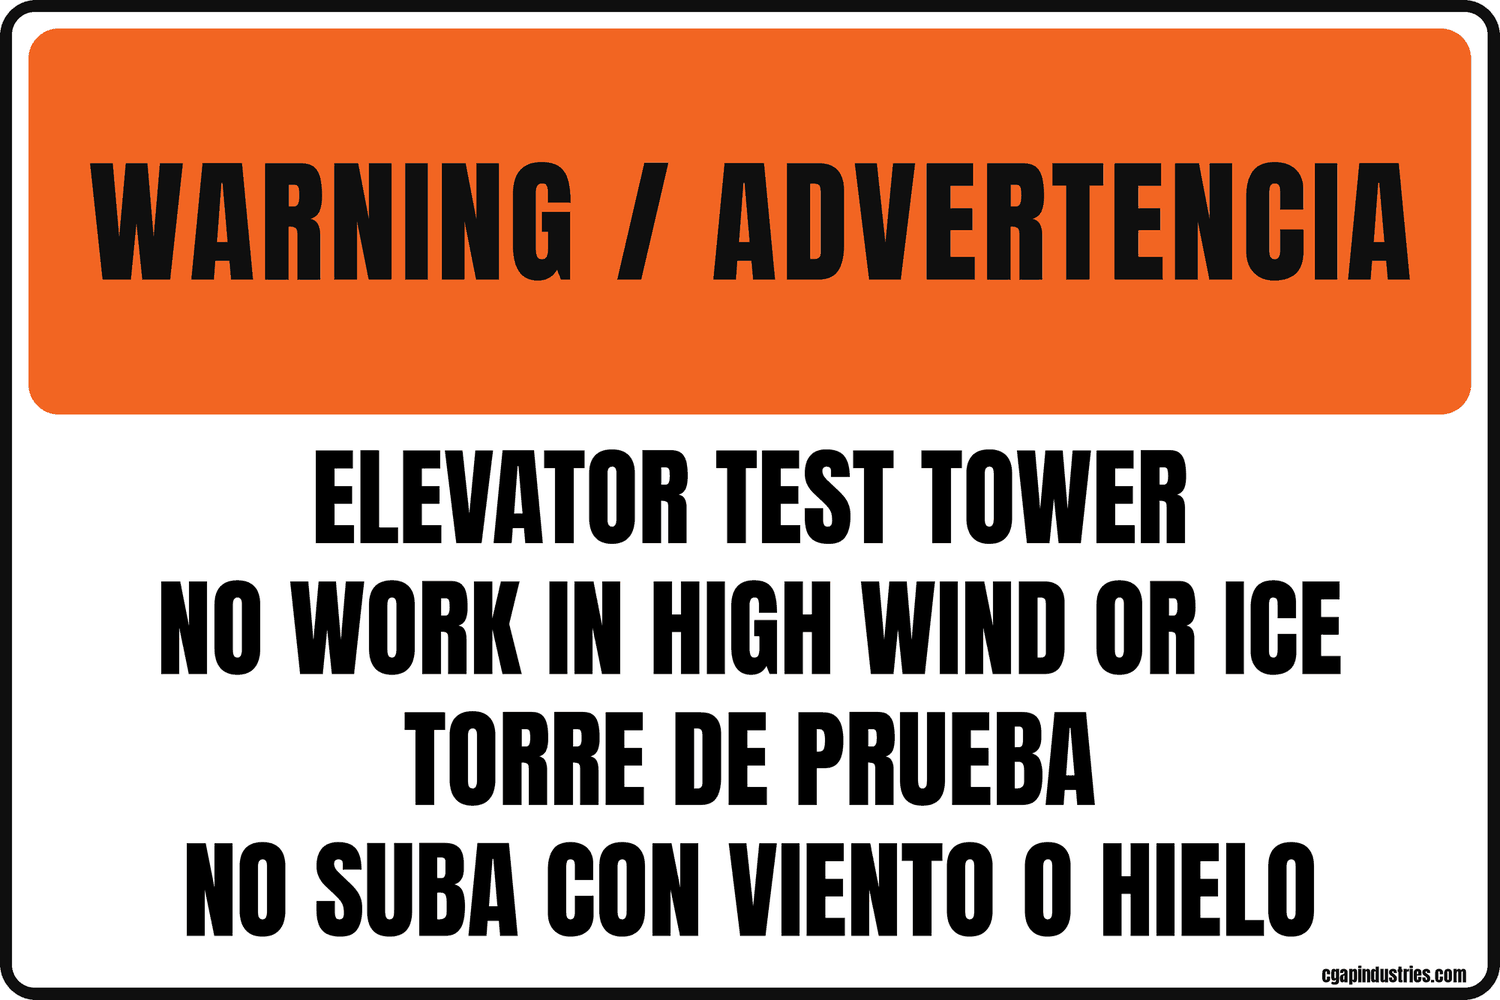 WARNING / ADVERTENCIA
ELEVATOR TEST TOWER
NO WORK IN HIGH WIND OR ICE
TORRE DE PRUEBA
NO SUBA CON VIENTO O HIELO
cgapindustries.com